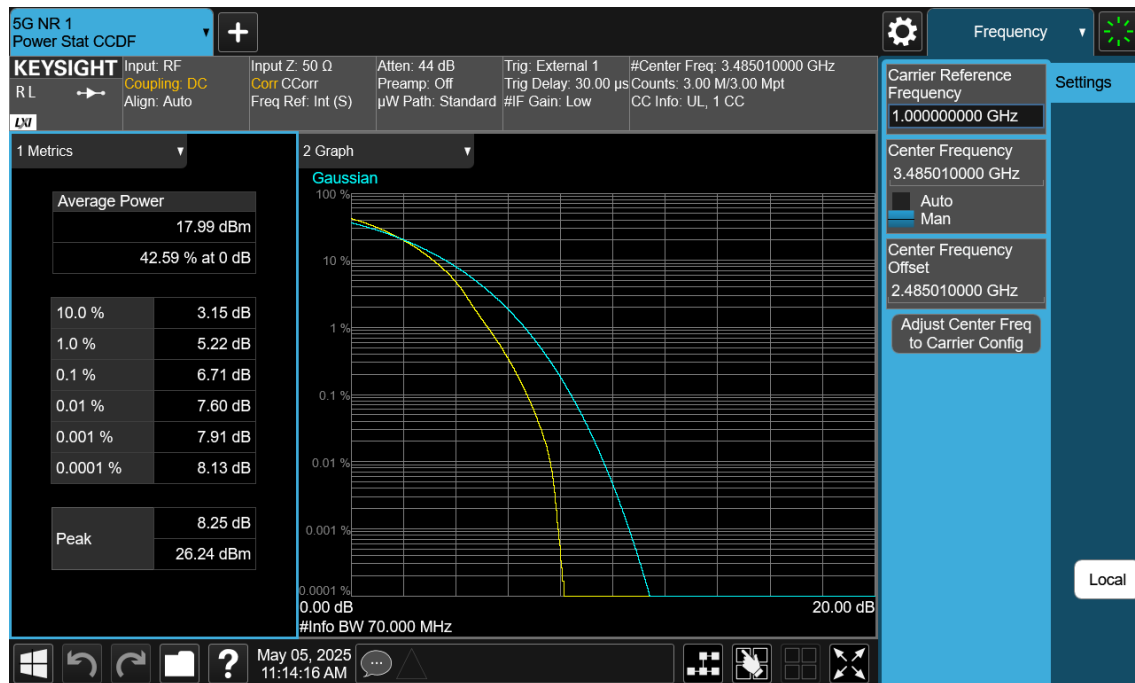 5G NR 1
Power Stat CCDF
Frequency
KEYSIGHT
R L
LXI
Input: RF
Coupling: DC
Align: Auto
Input Z: 50 Ω
Corr CCorr
Freq Ref: Int (S)
Atten: 44 dB
Preamp: Off
µW Path: Standard
Trig: External 1
Trig Delay: 30.00 µs
#IF Gain: Low
#Center Freq: 3.485010000 GHz
Counts: 3.00 M/3.00 Mpt
CC Info: UL, 1 CC
1 Metrics
Average Power
17.99 dBm
42.59 % at 0 dB
10.0 % 3.15 dB
1.0 % 5.22 dB
0.1 % 6.71 dB
0.01 % 7.60 dB
0.001 % 7.91 dB
0.0001 % 8.13 dB
Peak
8.25 dB
26.24 dBm
2 Graph
Gaussian
100 %
10 %
1 %
0.1 %
0.01 %
0.001 %
0.0001 %
0.00 dB 20.00 dB
#Info BW 70.000 MHz
Carrier Reference
Frequency
1.000000000 GHz
Center Frequency
3.485010000 GHz
Auto
Man
Center Frequency
Offset
2.485010000 GHz
Adjust Center Freq
to Carrier Config
Settings
Local
?
May 05, 2025
11:14:16 AM